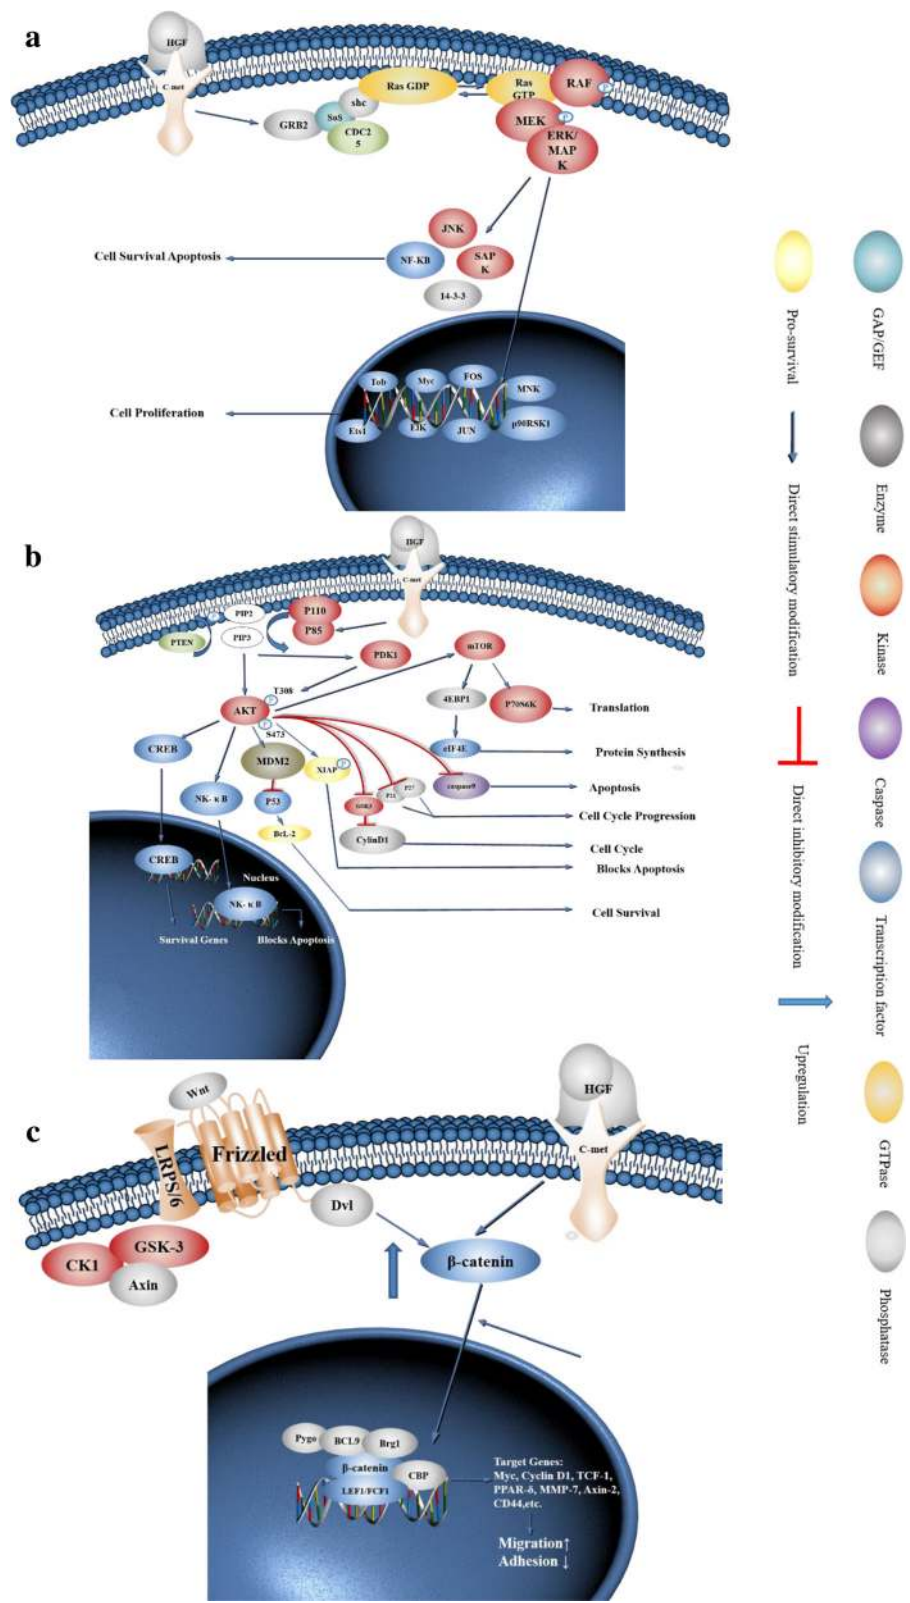 a
HGF
C-met
GRB2
SoS
shc
CDC2
5
Ras GDP
Ras
GTP
RAF
P
MEK
P
ERK/
MAP
K
JNK
NF-KB
SAP
K
14-3-3
Cell Survival Apoptosis
Tob
Myc
FOS
MNK
Etv1
ElK
JUN
p90RSK1
Cell Proliferation
b
HGF
C-met
PTEN
P
PIP2
PIP3
P110
P85
PDK1
mTOR
T308
P
AKT
P
S473
4EBP1
P70S6K
Translation
CREB
MDM2
XIAP
P
eIF4E
Protein Synthesis
NK-κB
P53
P21
P27
caspase9
Apoptosis
Cell Cycle Progression
BcL-2
CylinD1
Cell Cycle
Blocks Apoptosis
CREB
Nucleus
NK-κB
Cell Survival
Survival Genes
Blocks Apoptosis
c
Wnt
LRPS/6
Frizzled
HGF
C-met
Dvl
CK1
GSK-3
Axin
β-catenin
Pygo
BCL9
Brg1
β-catenin
CBP
LEF1/FCF1
Target Genes:
Myc, Cyclin D1, TCF-1,
PPAR-δ, MMP-7, Axin-2,
CD44,etc.
Migration↑
Adhesion ↓
Pro-survival
Direct stimulatory modification
Direct inhibitory modification
Upregulation
GAP/GEF
Enzyme
Kinase
Caspase
Transcription factor
GTPase
Phosphatase